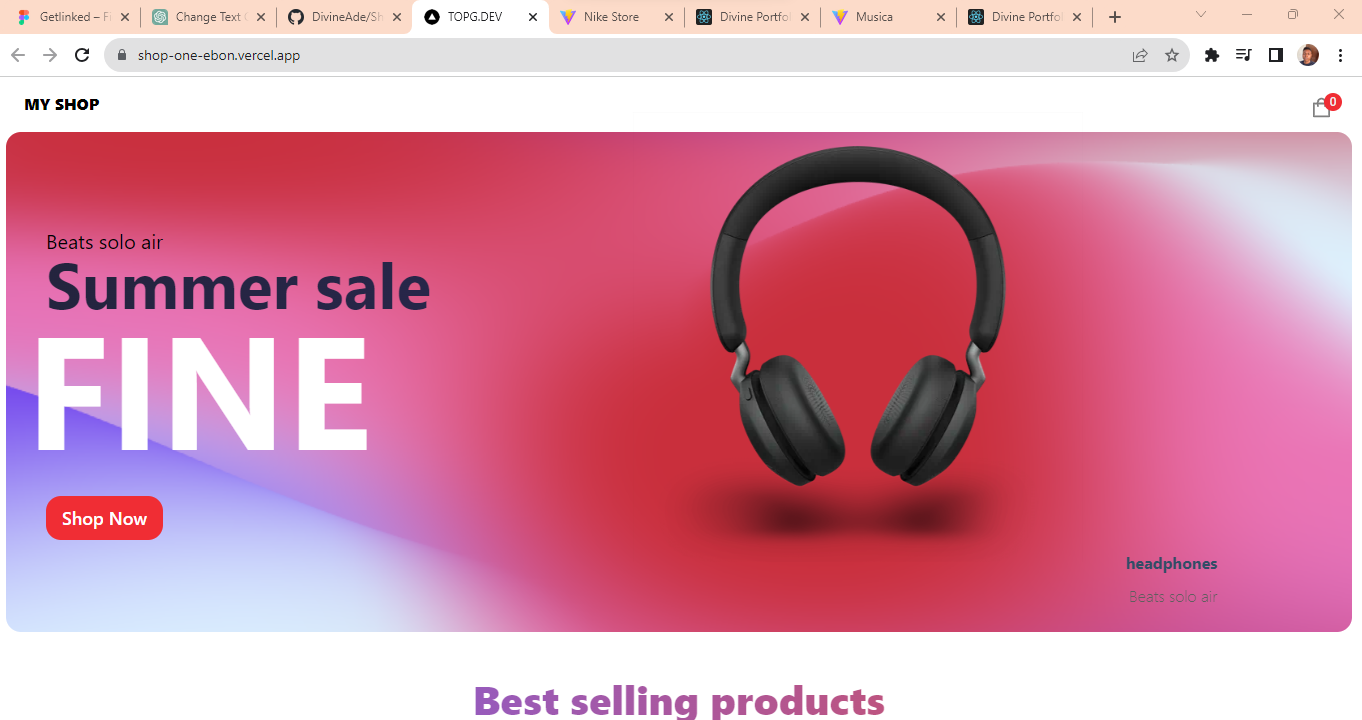 Getlinked – Fi
Change Text C
DivineAde/Sh
TOPG.DEV
Nike Store
Divine Portfo
Musica
Divine Portfo
shop-one-ebon.vercel.app
MY SHOP
0
Beats solo air
Summer sale
FINE
Shop Now
headphones
Beats solo air
Best selling products